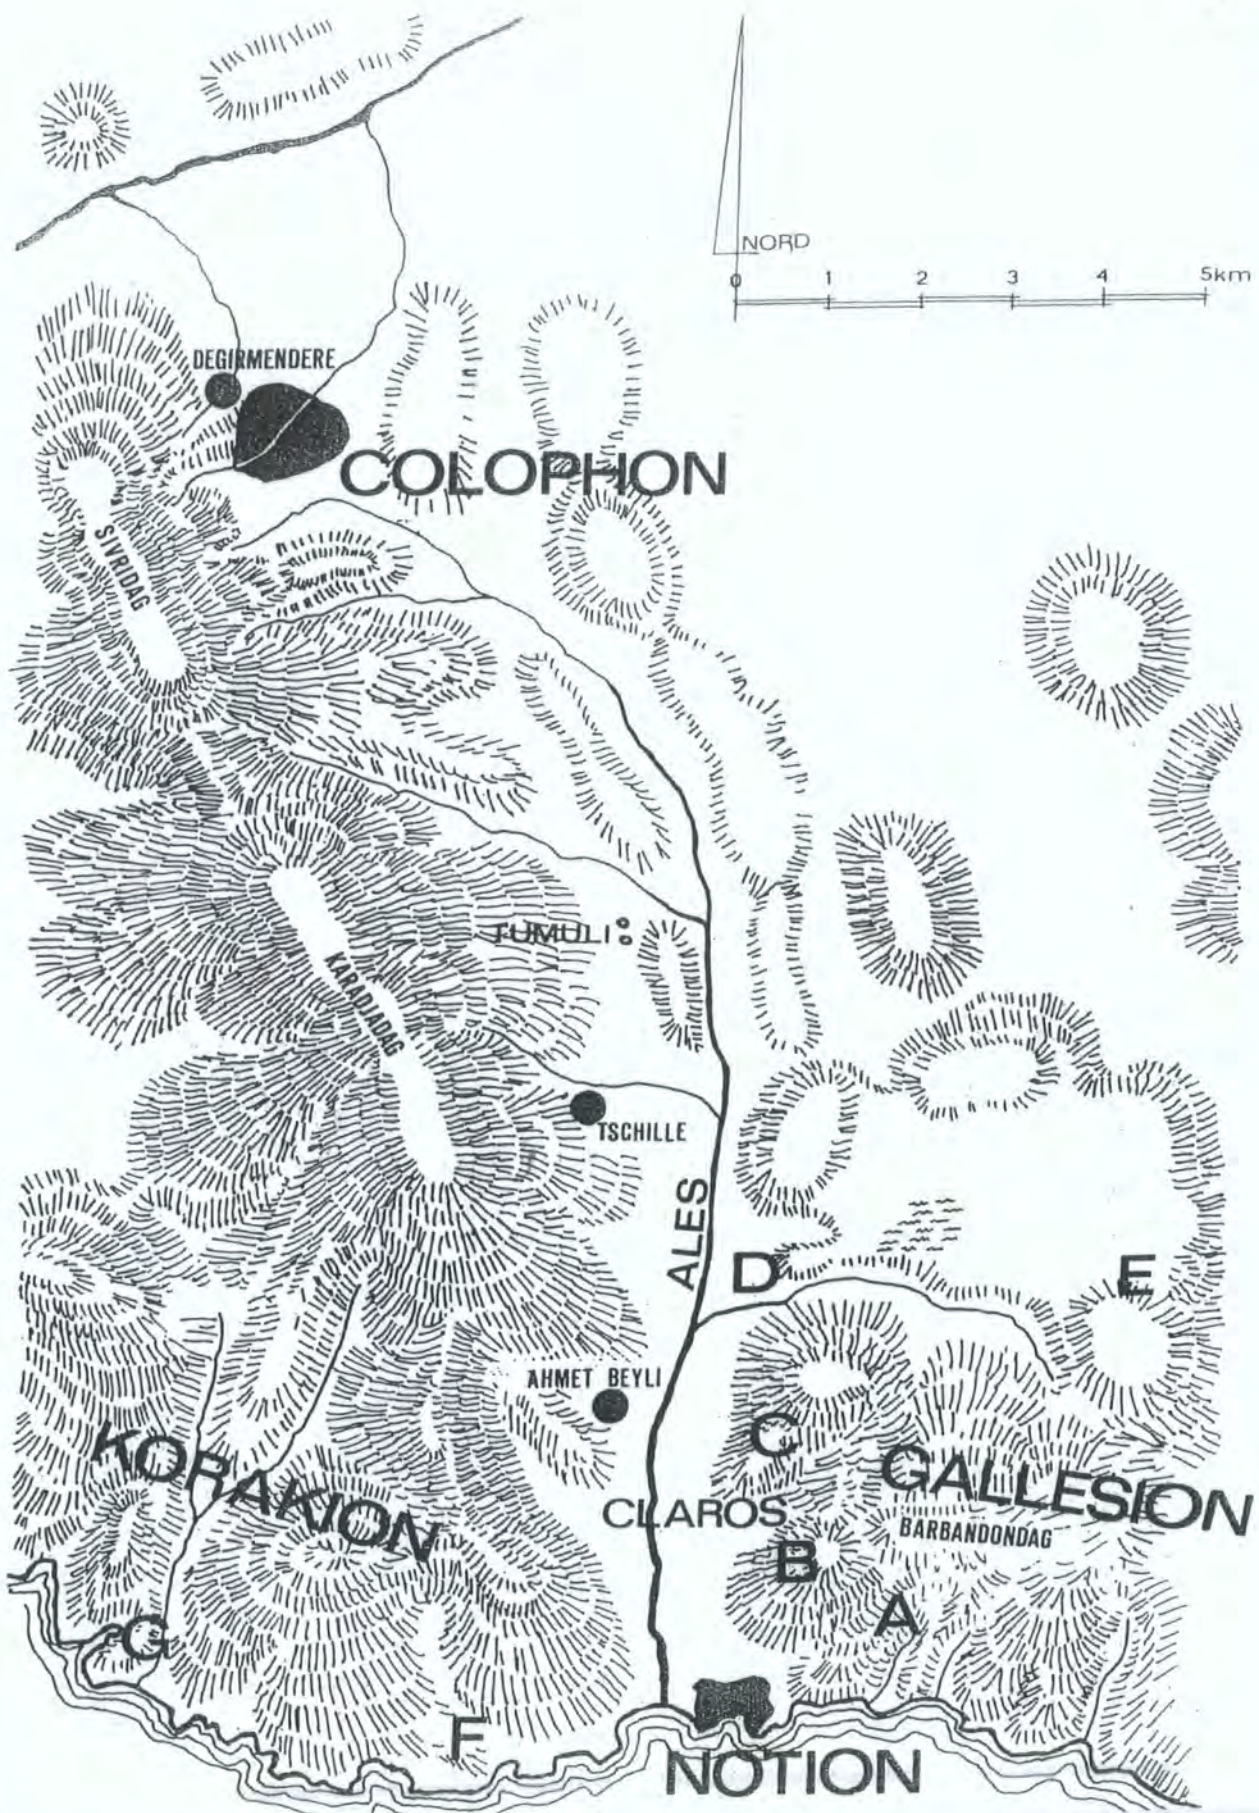 NORD
0 1 2 3 4 5km
DEGIRMENDERE
COLOPHON
SIVRIDAG
TUMULI
KARADJADAG
TSCHILLE
ALES
D
E
AHMET BEYLI
C
KORAKION
GALLESION
CLAROS
BARBANDONDAG
B
A
G
F
NOTION